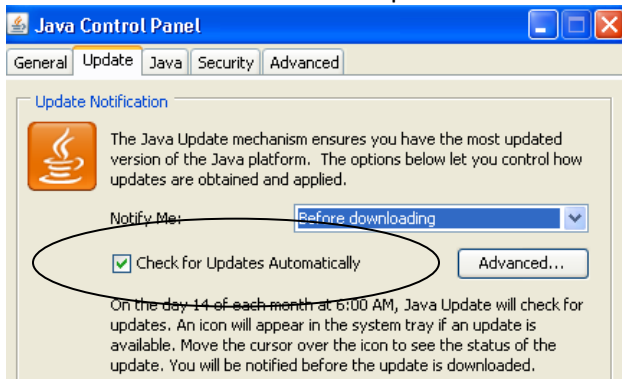 Java Control Panel
General Update Java Security Advanced
Update Notification
The Java Update mechanism ensures you have the most updated
version of the Java platform. The options below let you control how
updates are obtained and applied.
Notify Me: Before downloading
Check for Updates Automatically Advanced...
On the day 14 of each month at 6:00 AM, Java Update will check for
updates. An icon will appear in the system tray if an update is
available. Move the cursor over the icon to see the status of the
update. You will be notified before the update is downloaded.